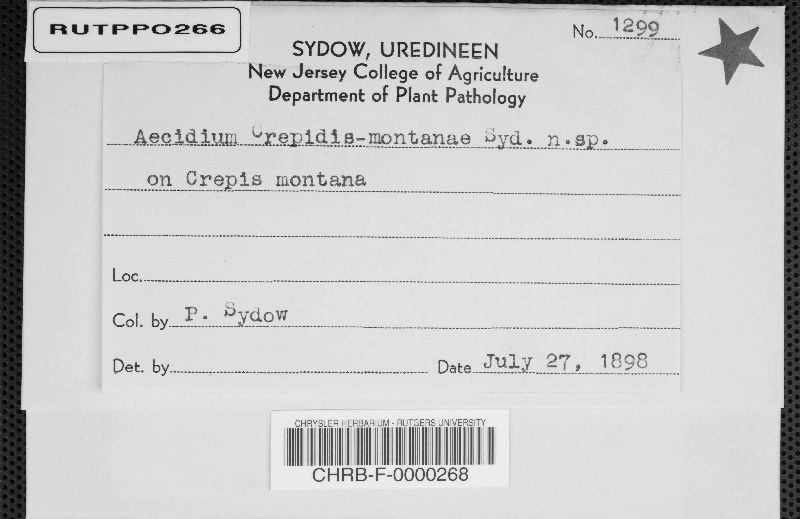 RUTPPO266
No. 1299
SYDOW, UREDINEEN
New Jersey College of Agriculture
Department of Plant Pathology
Aecidium Crepidis-montanae Syd. n.sp.
on Crepis montana
Loc.
Col. by P. Sydow
Det. by
Date July 27, 1898
CHRYSLER HERBARIUM - RUTGERS UNIVERSITY
CHRB-F-0000268